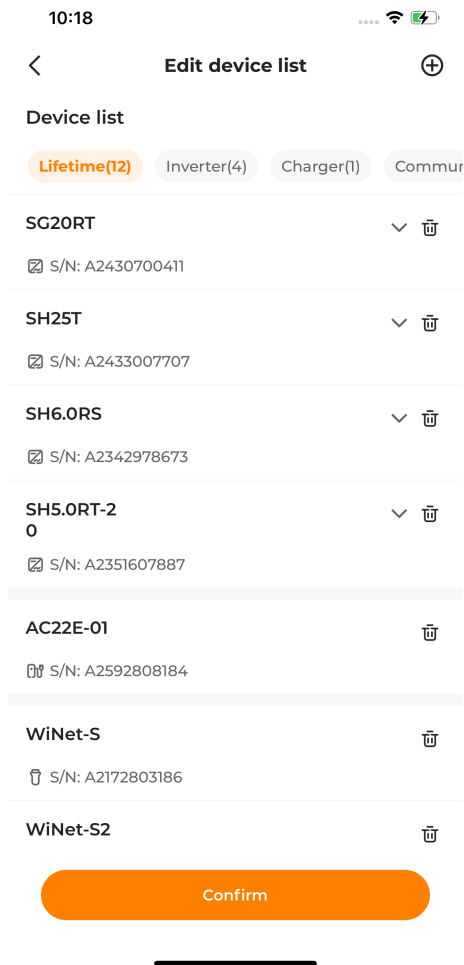 10:18
Edit device list
Device list
Lifetime(12) Inverter(4) Charger(1) Commun
SG20RT
S/N: A2430700411
SH25T
S/N: A2433007707
SH6.0RS
S/N: A2342978673
SH5.0RT-2
0
S/N: A2351607887
AC22E-01
S/N: A2592808184
WiNet-S
S/N: A2172803186
WiNet-S2
Confirm